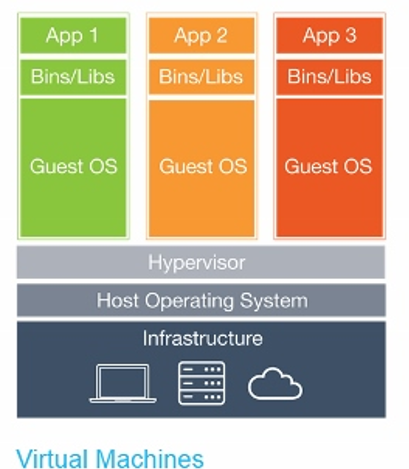 App 1 App 2 App 3
Bins/Libs Bins/Libs Bins/Libs
Guest OS Guest OS Guest OS
Hypervisor
Host Operating System
Infrastructure
Virtual Machines